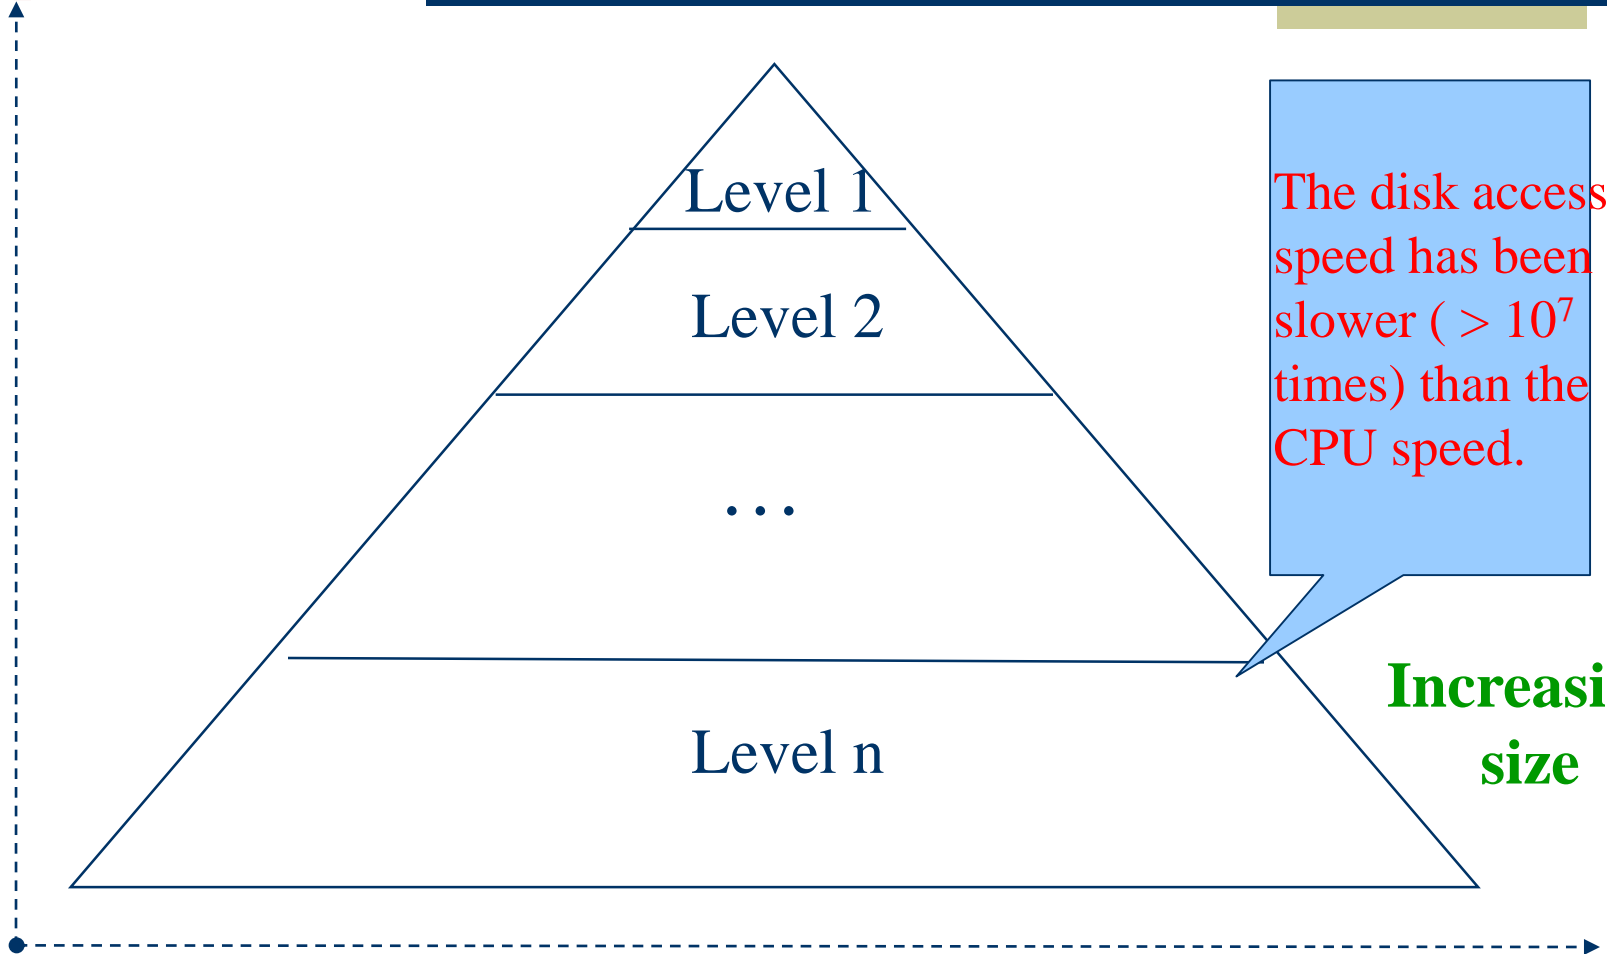 Level 1
Level 2
...
Level n
The disk access
speed has been
slower ( > 10⁷
times) than the
CPU speed.
Increasi
size